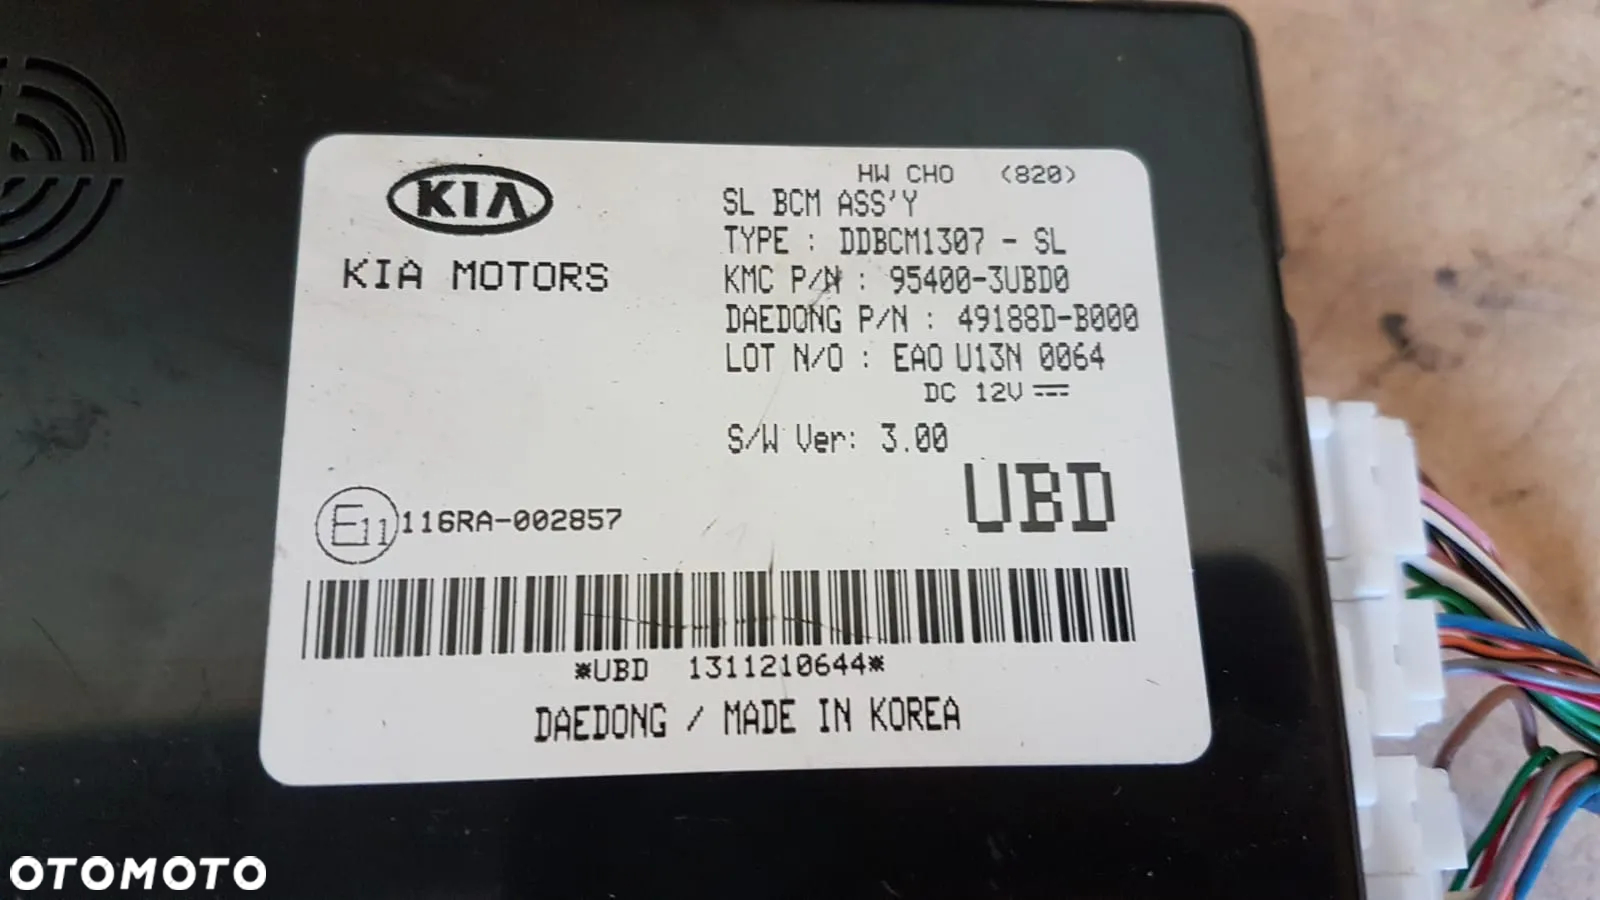 HW CHO (820)
KIA
SL BCM ASS'Y
TYPE : DDBCM1307 - SL
KIA MOTORS
KMC P/N : 95400-3UBD0
DAEDONG P/N : 49188D-B000
LOT N/O : EAO U13N 0064
DC 12V
S/W Ver: 3.00
UBD
E11 116RA-002857
*UBD 1311210644*
DAEDONG / MADE IN KOREA
OTOMOTO